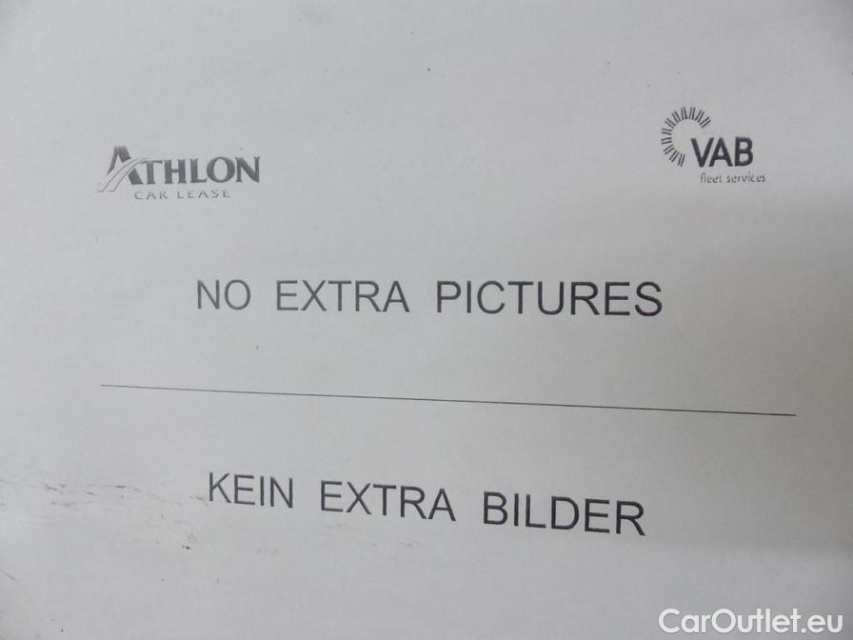 ATHLON
CAR LEASE
VAB
fleet services
NO EXTRA PICTURES
KEIN EXTRA BILDER
CarOutlet.eu